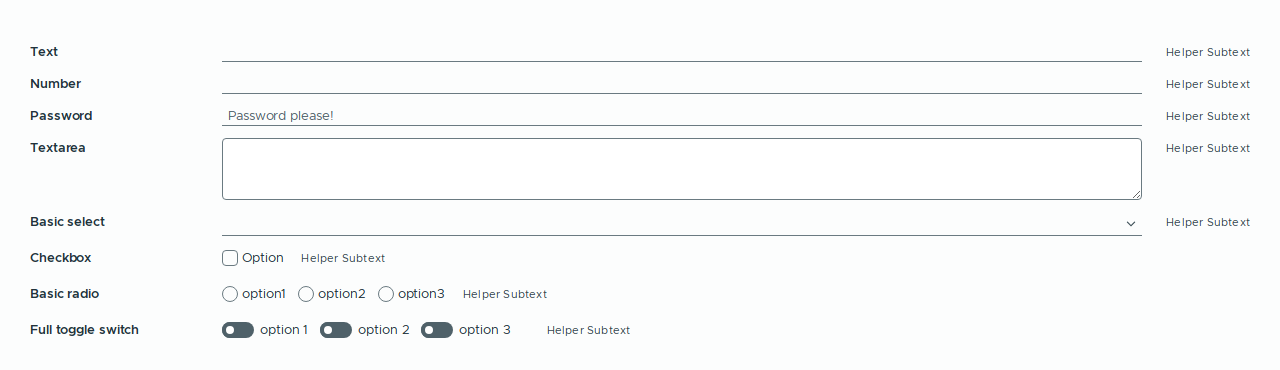 Text Helper Subtext
Number Helper Subtext
Password Password please! Helper Subtext
Textarea Helper Subtext
Basic select Helper Subtext
Checkbox Option Helper Subtext
Basic radio option1 option2 option3 Helper Subtext
Full toggle switch option 1 option 2 option 3 Helper Subtext